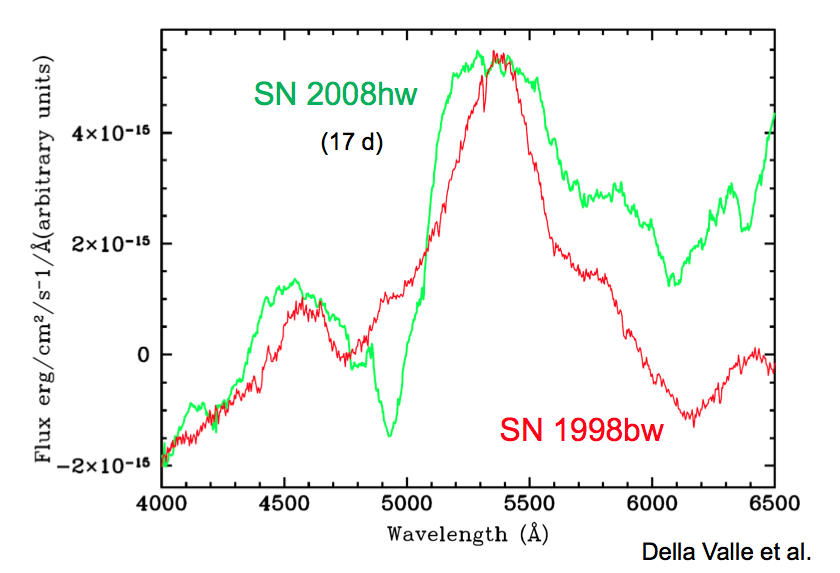 SN 2008hw
(17 d)
SN 1998bw
Flux erg/cm²/s⁻¹/Å(arbitrary units)
4×10⁻¹⁵
2×10⁻¹⁵
0
−2×10⁻¹⁵
4000 4500 5000 5500 6000 6500
Wavelength (Å)
Della Valle et al.